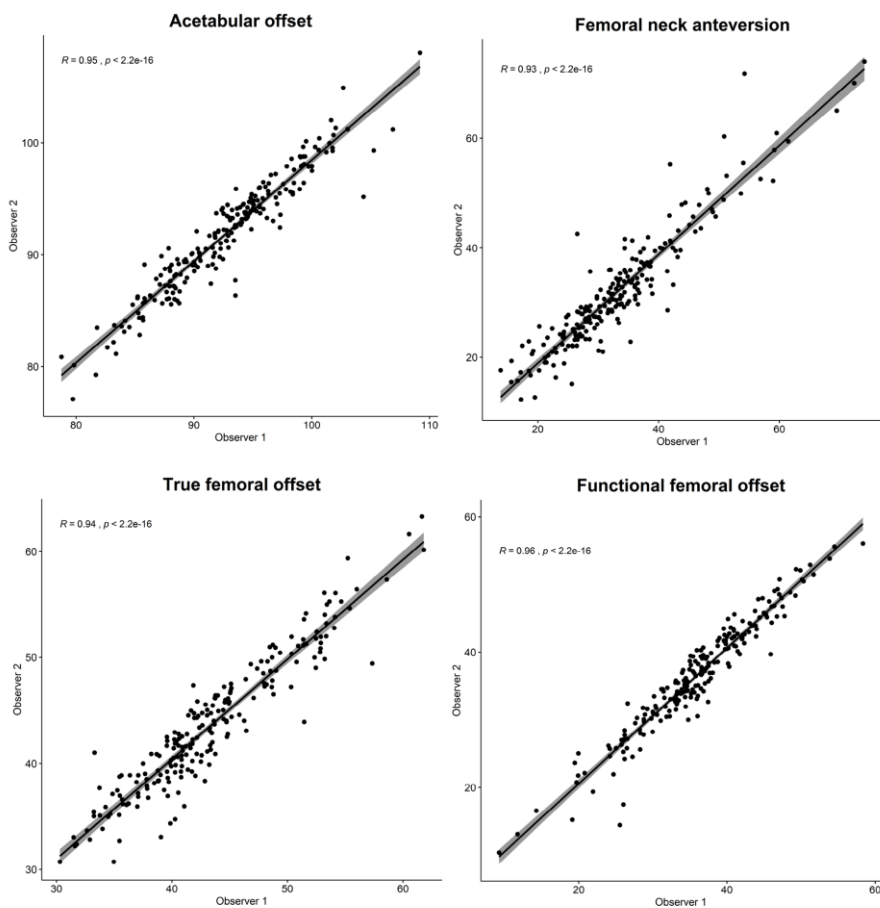 Acetabular offset
R = 0.95 , p < 2.2e-16
100
90
80
Observer 2
80
90
100
110
Observer 1
Femoral neck anteversion
R = 0.93 , p < 2.2e-16
60
40
20
Observer 2
20
40
60
Observer 1
True femoral offset
R = 0.94 , p < 2.2e-16
60
50
40
30
Observer 2
30
40
50
60
Observer 1
Functional femoral offset
60
R = 0.96 , p < 2.2e-16
40
20
Observer 2
20
40
60
Observer 1